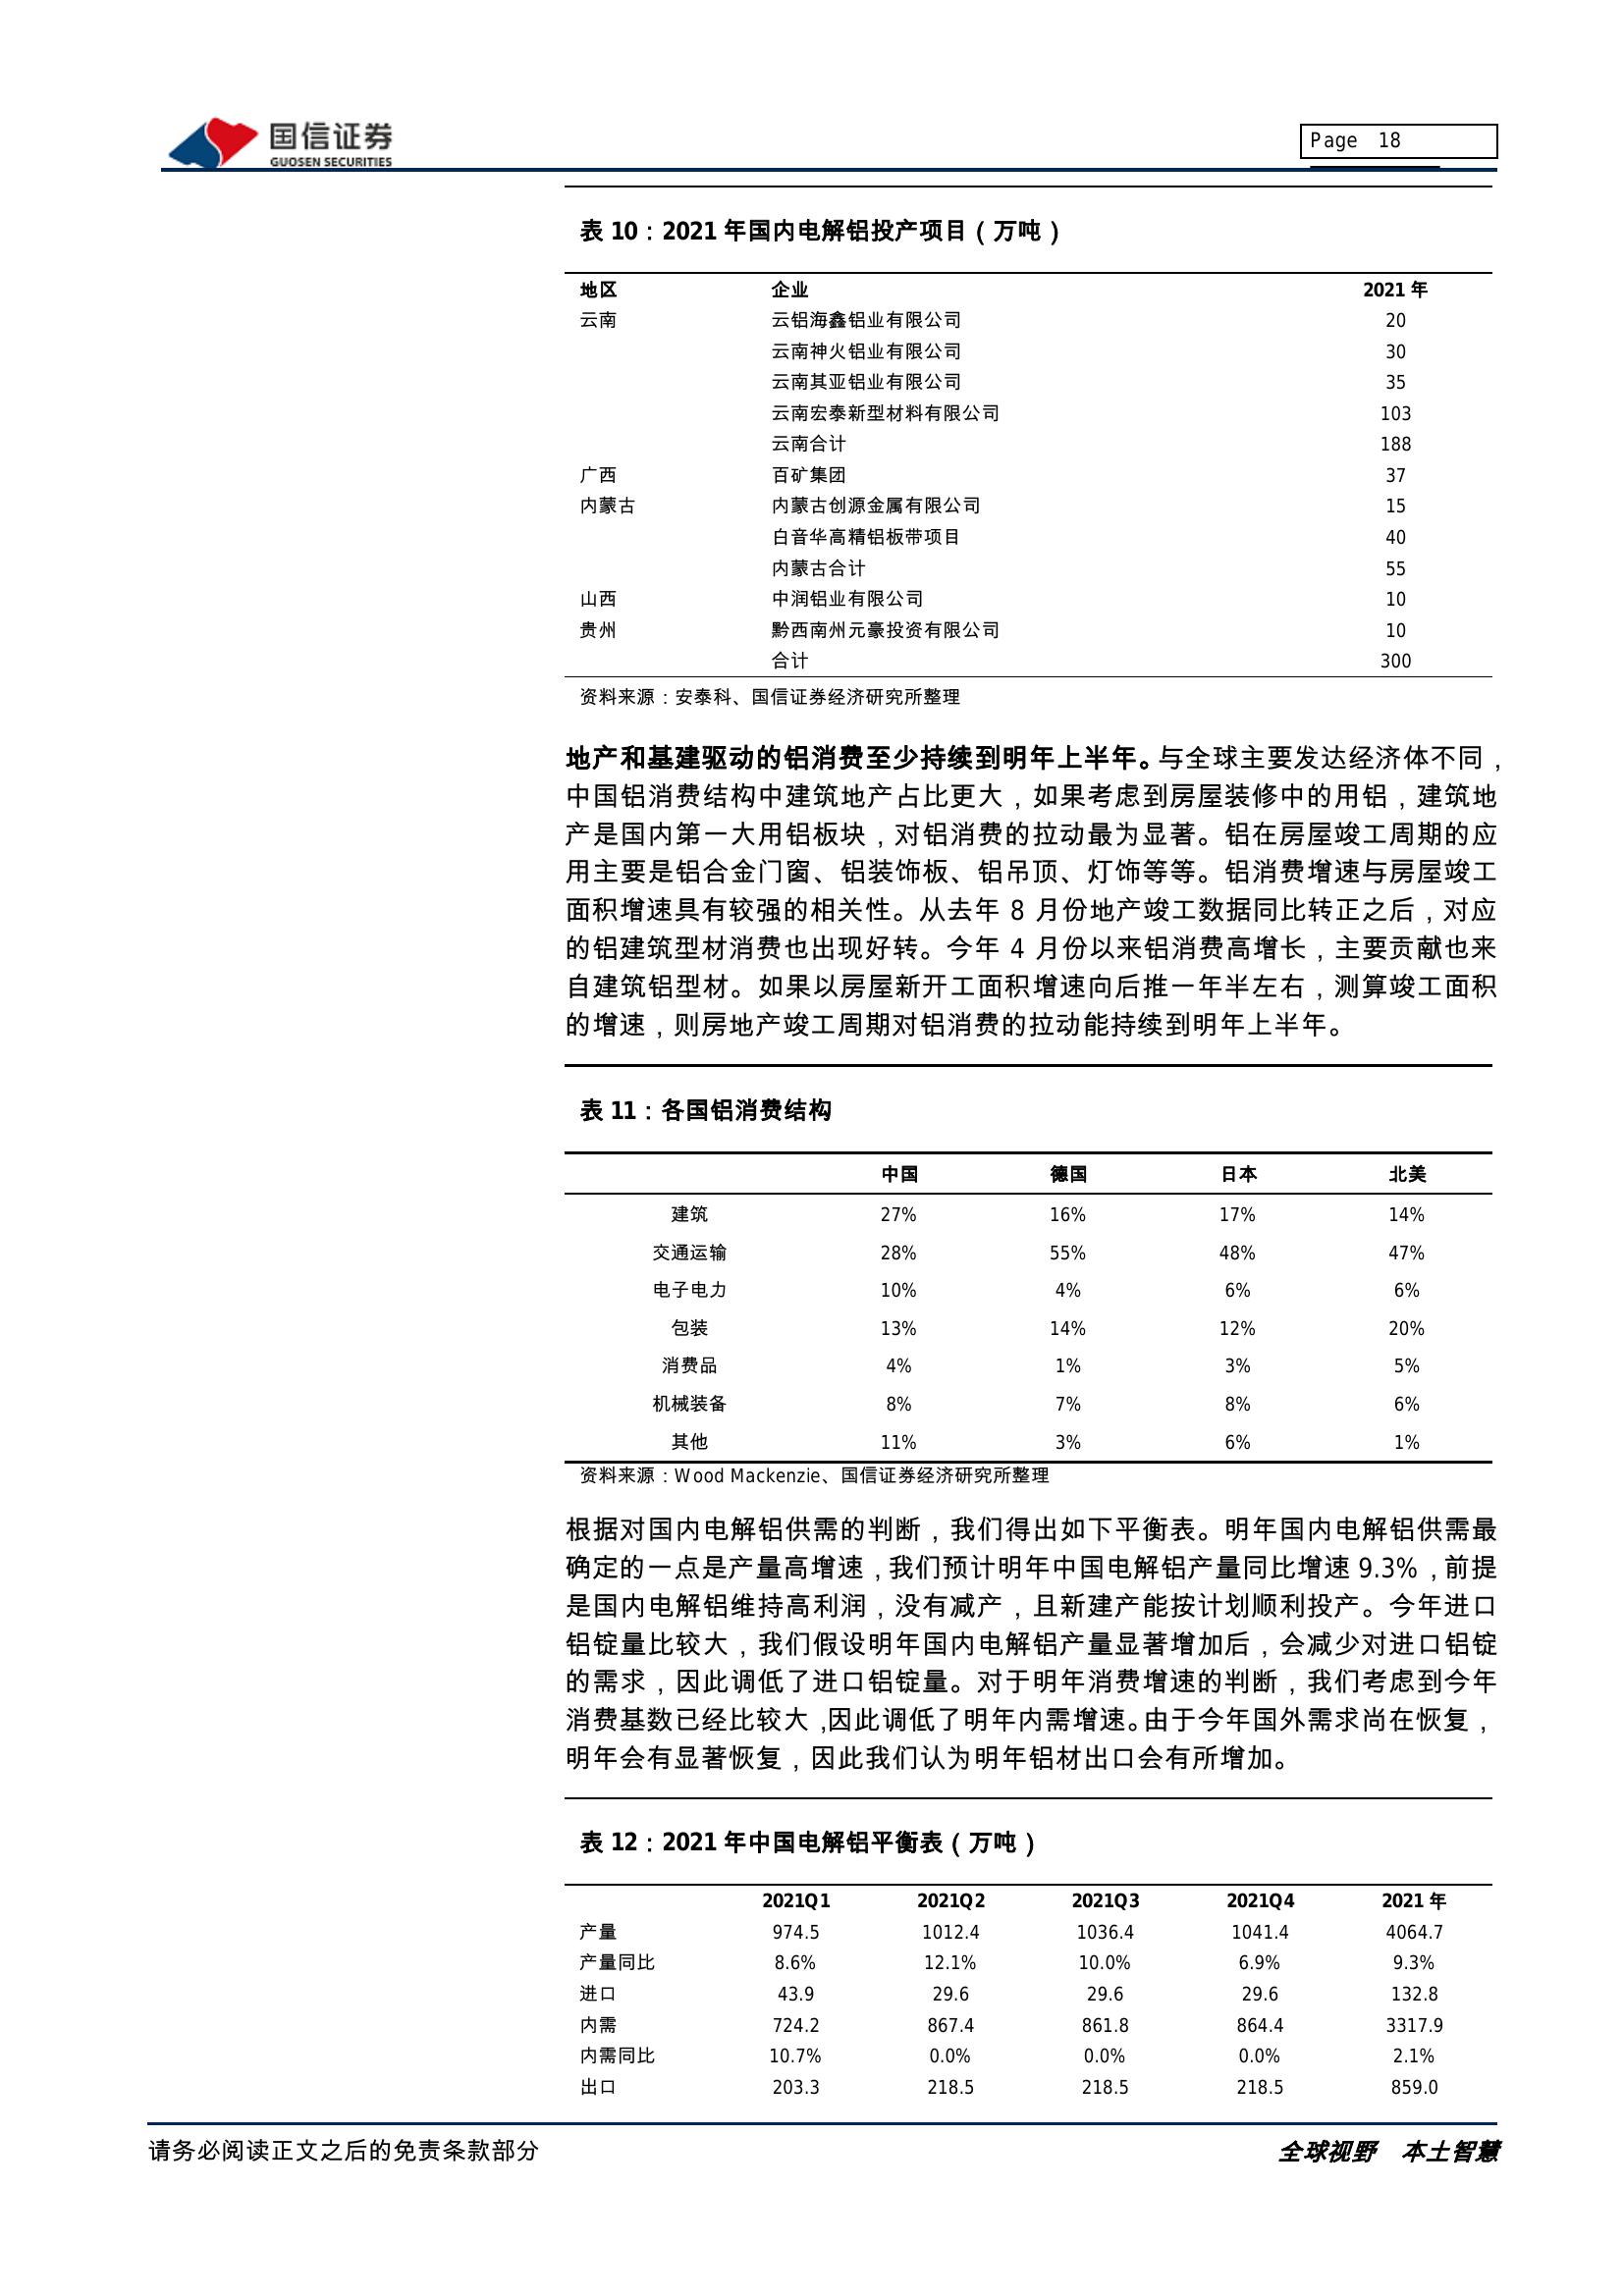 国信证券
GUOSEN SECURITIES
Page 18
表 10：2021 年国内电解铝投产项目（万吨）
地区 企业 2021 年
云南 云铝海鑫铝业有限公司 20
云南神火铝业有限公司 30
云南其亚铝业有限公司 35
云南宏泰新型材料有限公司 103
云南合计 188
广西 百矿集团 37
内蒙古 内蒙古创源金属有限公司 15
白音华高精铝板带项目 40
内蒙古合计 55
山西 中润铝业有限公司 10
贵州 黔西南州元豪投资有限公司 10
合计 300
资料来源：安泰科、国信证券经济研究所整理
地产和基建驱动的铝消费至少持续到明年上半年。与全球主要发达经济体不同，
中国铝消费结构中建筑地产占比更大，如果考虑到房屋装修中的用铝，建筑地
产是国内第一大用铝板块，对铝消费的拉动最为显著。铝在房屋竣工周期的应
用主要是铝合金门窗、铝装饰板、铝吊顶、灯饰等等。铝消费增速与房屋竣工
面积增速具有较强的相关性。从去年 8 月份地产竣工数据同比转正之后，对应
的铝建筑型材消费也出现好转。今年 4 月份以来铝消费高增长，主要贡献也来
自建筑铝型材。如果以房屋新开工面积增速向后推一年半左右，测算竣工面积
的增速，则房地产竣工周期对铝消费的拉动能持续到明年上半年。
表 11：各国铝消费结构
中国 德国 日本 北美
建筑 27% 16% 17% 14%
交通运输 28% 55% 48% 47%
电子电力 10% 4% 6% 6%
包装 13% 14% 12% 20%
消费品 4% 1% 3% 5%
机械装备 8% 7% 8% 6%
其他 11% 3% 6% 1%
资料来源：Wood Mackenzie、国信证券经济研究所整理
根据对国内电解铝供需的判断，我们得出如下平衡表。明年国内电解铝供需最
确定的一点是产量高增速，我们预计明年中国电解铝产量同比增速 9.3%，前提
是国内电解铝维持高利润，没有减产，且新建产能按计划顺利投产。今年进口
铝锭量比较大，我们假设明年国内电解铝产量显著增加后，会减少对进口铝锭
的需求，因此调低了进口铝锭量。对于明年消费增速的判断，我们考虑到今年
消费基数已经比较大，因此调低了明年内需增速。由于今年国外需求尚在恢复，
明年会有显著恢复，因此我们认为明年铝材出口会有所增加。
表 12：2021 年中国电解铝平衡表（万吨）
2021Q1 2021Q2 2021Q3 2021Q4 2021 年
产量 974.5 1012.4 1036.4 1041.4 4064.7
产量同比 8.6% 12.1% 10.0% 6.9% 9.3%
进口 43.9 29.6 29.6 29.6 132.8
内需 724.2 867.4 861.8 864.4 3317.9
内需同比 10.7% 0.0% 0.0% 0.0% 2.1%
出口 203.3 218.5 218.5 218.5 859.0
请务必阅读正文之后的免责条款部分 全球视野 本土智慧